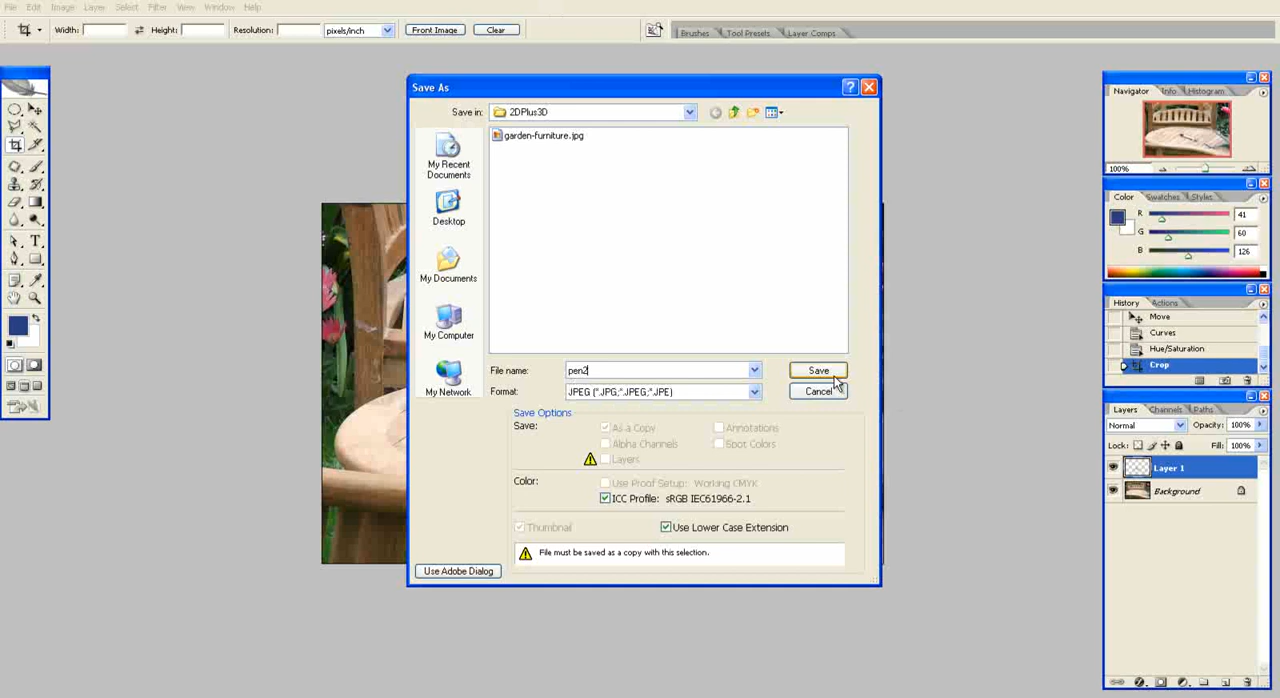 File Edit Image Layer Select Filter View Window Help
Width: Height: Resolution: pixels/inch Front Image Clear Brushes Tool Presets Layer Comps
Save As
Save in: 2DPlus3D
garden-furniture.jpg
My Recent
Documents
Desktop
My Documents
My Computer
My Network
File name: pen2 Save
Format: JPEG (*.JPG;*.JPEG;*.JPE) Cancel
Save Options
Save: As a Copy Annotations
Alpha Channels Spot Colors
Layers
Color: Use Proof Setup: Working CMYK
ICC Profile: sRGB IEC61966-2.1
Thumbnail Use Lower Case Extension
File must be saved as a copy with this selection.
Use Adobe Dialog
Navigator Info Histogram
100%
Color Swatches Styles
R 41
G 60
B 126
History Actions
Move
Curves
Hue/Saturation
Crop
Layers Channels Paths
Normal Opacity: 100%
Lock: Fill: 100%
Layer 1
Background